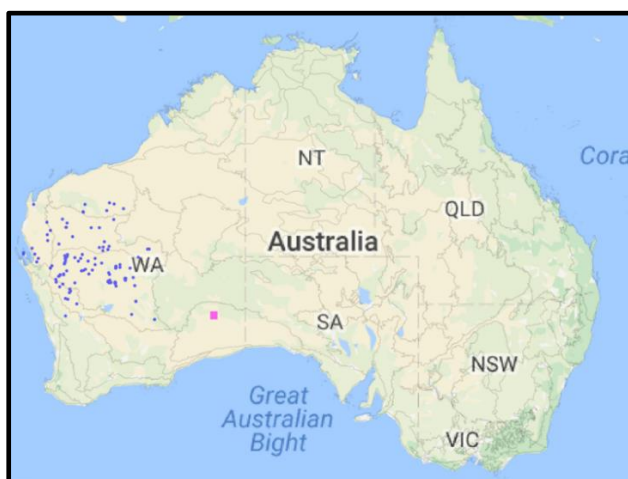 NT
Cora
QLD
Australia
WA
SA
NSW
Great
Australian
Bight
VIC